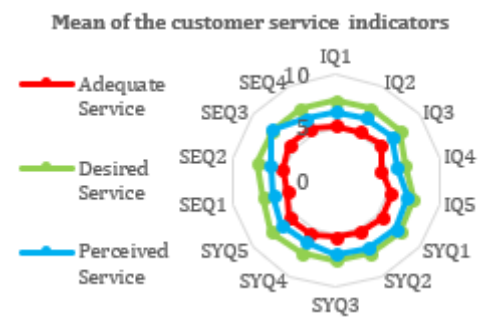 Mean of the customer service indicators
Adequate
Service
Desired
Service
Perceived
Service
10
5
0
IQ1
IQ2
IQ3
IQ4
IQ5
SYQ1
SYQ2
SYQ3
SYQ4
SYQ5
SEQ1
SEQ2
SEQ3
SEQ4